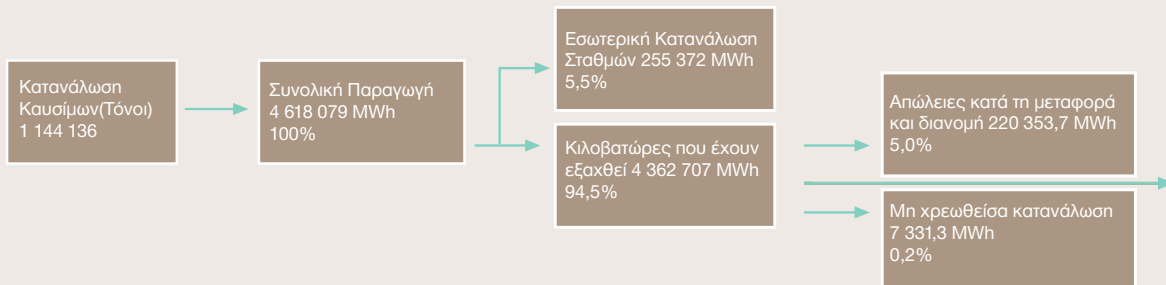 Κατανάλωση
Καυσίμων(Τόνοι)
1 144 136
Συνολική Παραγωγή
4 618 079 MWh
100%
Εσωτερική Κατανάλωση
Σταθμών 255 372 MWh
5,5%
Κιλοβατώρες που έχουν
εξαχθεί 4 362 707 MWh
94,5%
Απώλειες κατά τη μεταφορά
και διανομή 220 353,7 MWh
5,0%
Μη χρεωθείσα κατανάλωση
7 331,3 MWh
0,2%